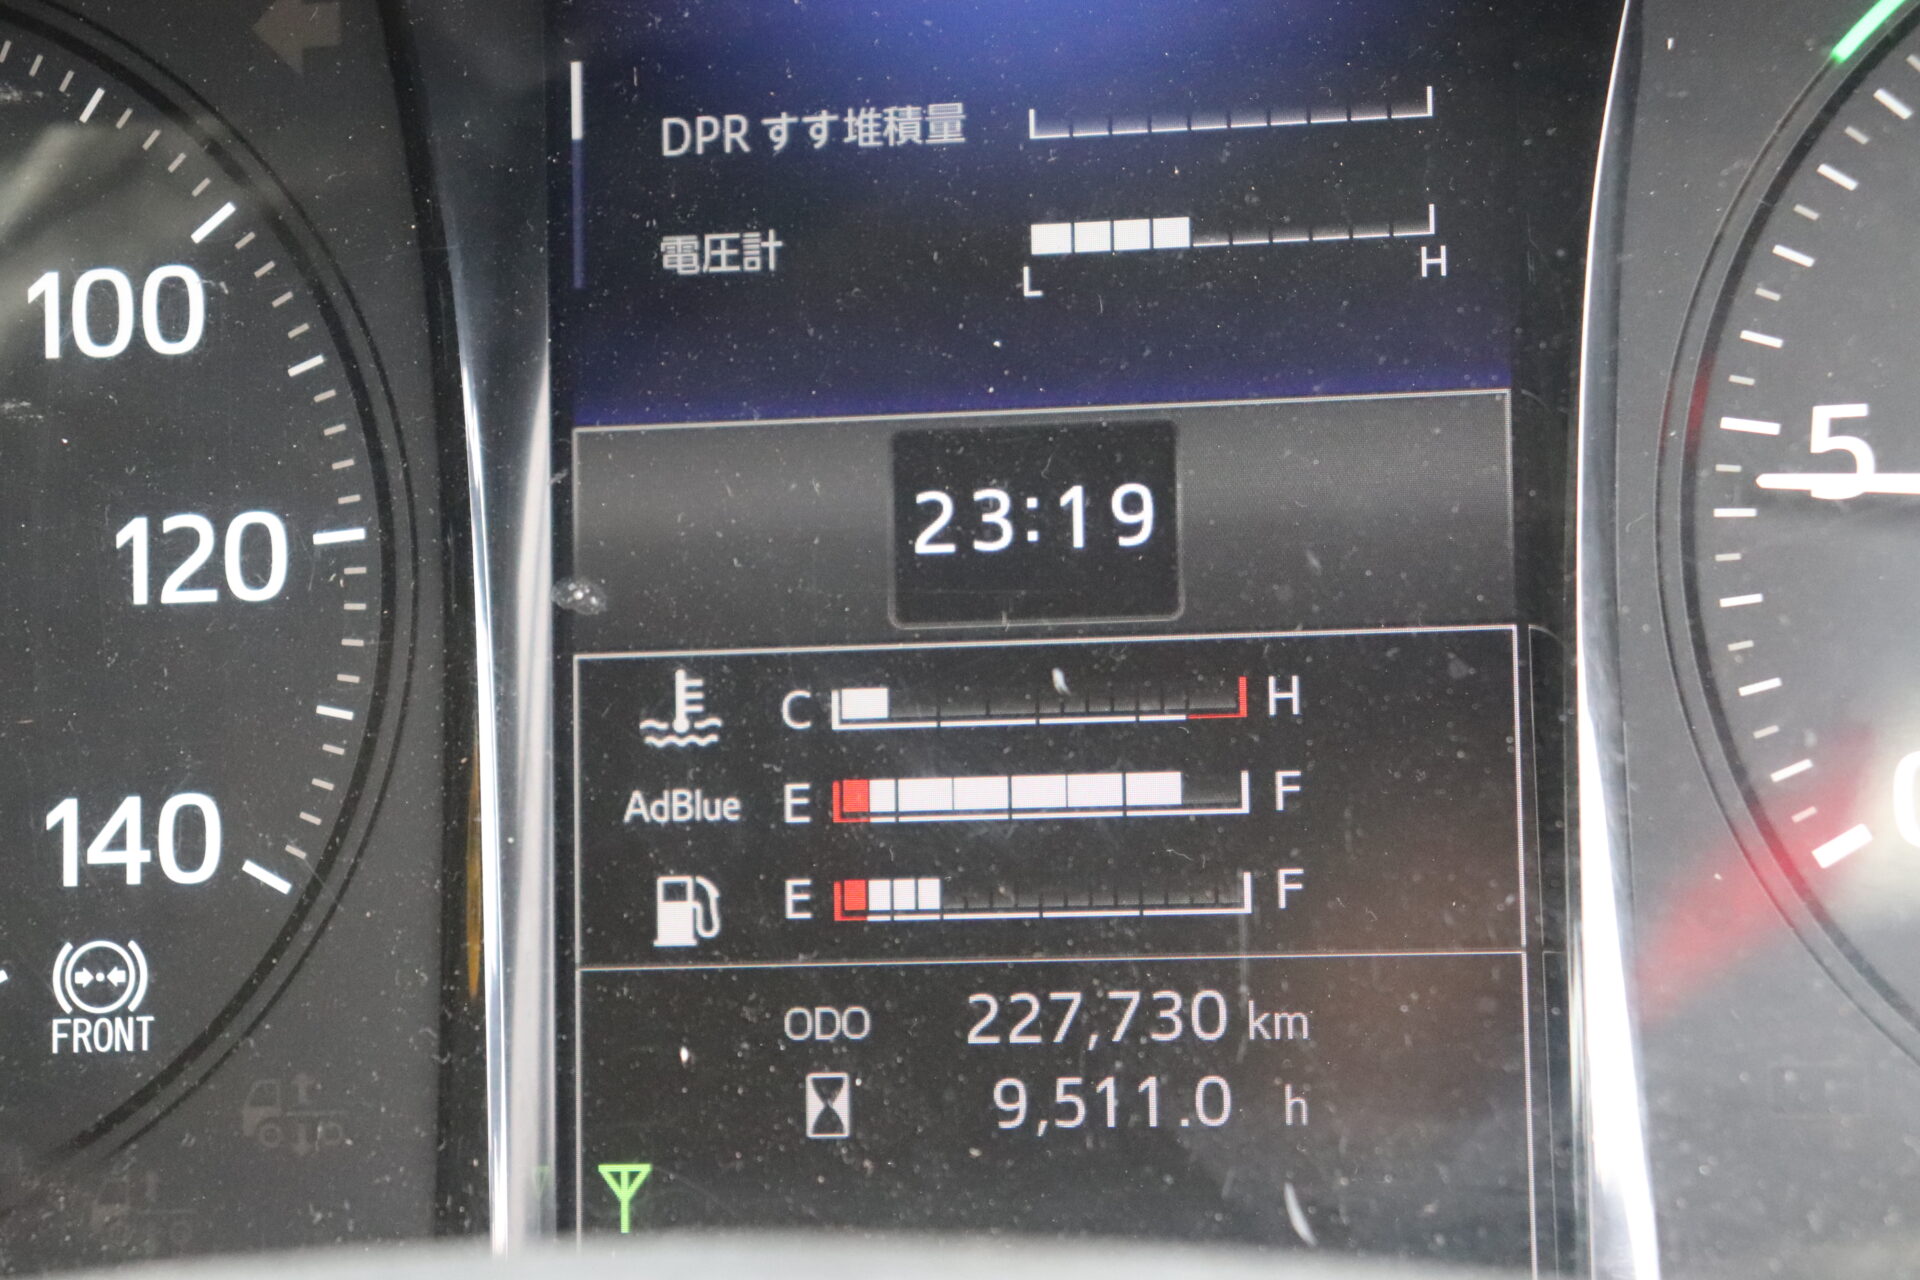 DPR すす堆積量
電圧計
L H
100
23:19
5
120
C H
AdBlue E F
140
E F
FRONT
ODO 227,730 km
9,511.0 h